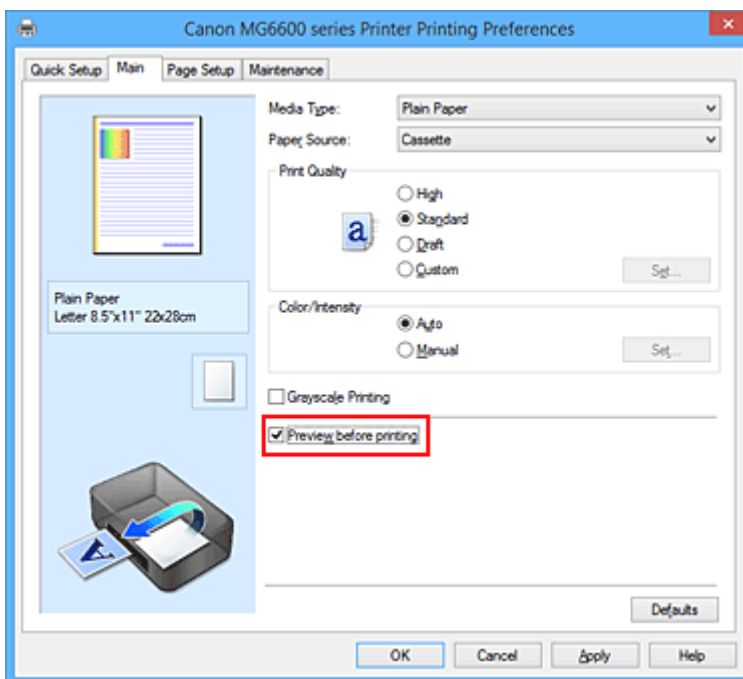 Canon MG6600 series Printer Printing Preferences
Quick Setup Main Page Setup Maintenance
Media Type: Plain Paper
Paper Source: Cassette
Print Quality
High
a
Standard
Draft
Custom Set...
Plain Paper
Letter 8.5"x11" 22x28cm
Color/Intensity
Auto
Manual Set...
Grayscale Printing
Preview before printing
A
Defaults
OK Cancel Apply Help